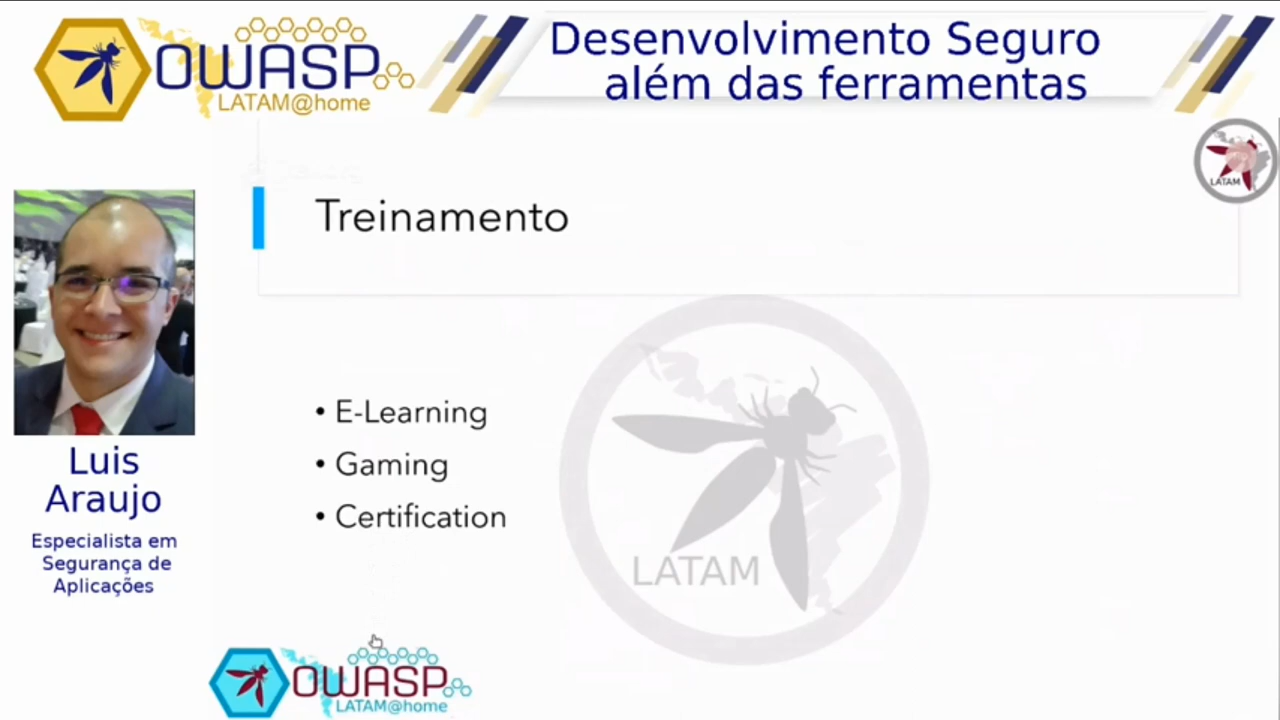 OWASP
LATAM@home
Desenvolvimento Seguro
além das ferramentas
LATAM
Treinamento
• E-Learning
• Gaming
• Certification
LATAM
Luis
Araujo
Especialista em
Segurança de
Aplicações
OWASP
LATAM@home